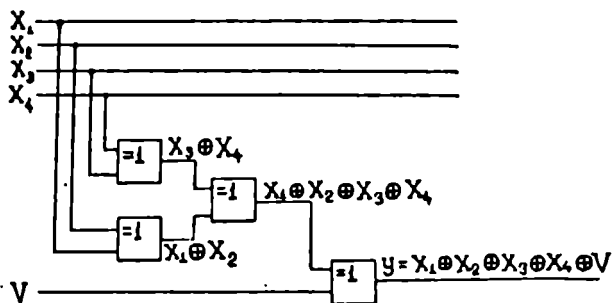 X₁
X₂
X₃
X₄
=1 X₃⊕X₄
=1 X₁⊕X₂⊕X₃⊕X₄
=1 X₁⊕X₂
=1 y=X₁⊕X₂⊕X₃⊕X₄⊕V
V